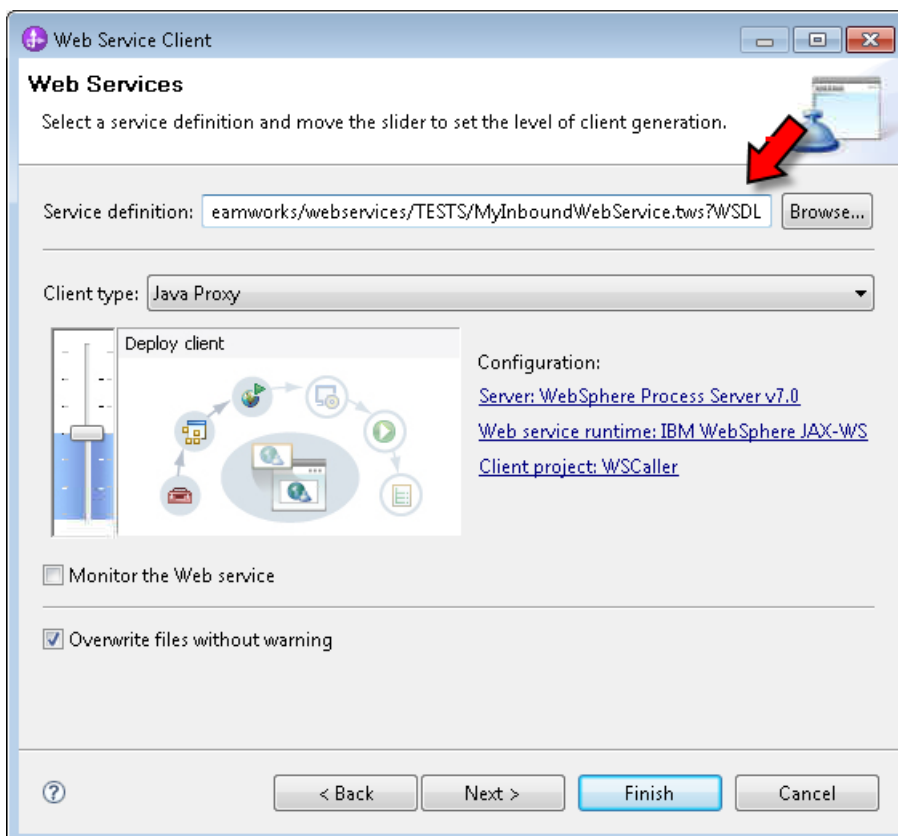 Web Service Client
Web Services
Select a service definition and move the slider to set the level of client generation.
Service definition: eamworks/webservices/TESTS/MyInboundWebService.tws?WSDL Browse...
Client type: Java Proxy
Deploy client
Configuration:
Server: WebSphere Process Server v7.0
Web service runtime: IBM WebSphere JAX-WS
Client project: WSCaller
Monitor the Web service
Overwrite files without warning
? < Back Next > Finish Cancel